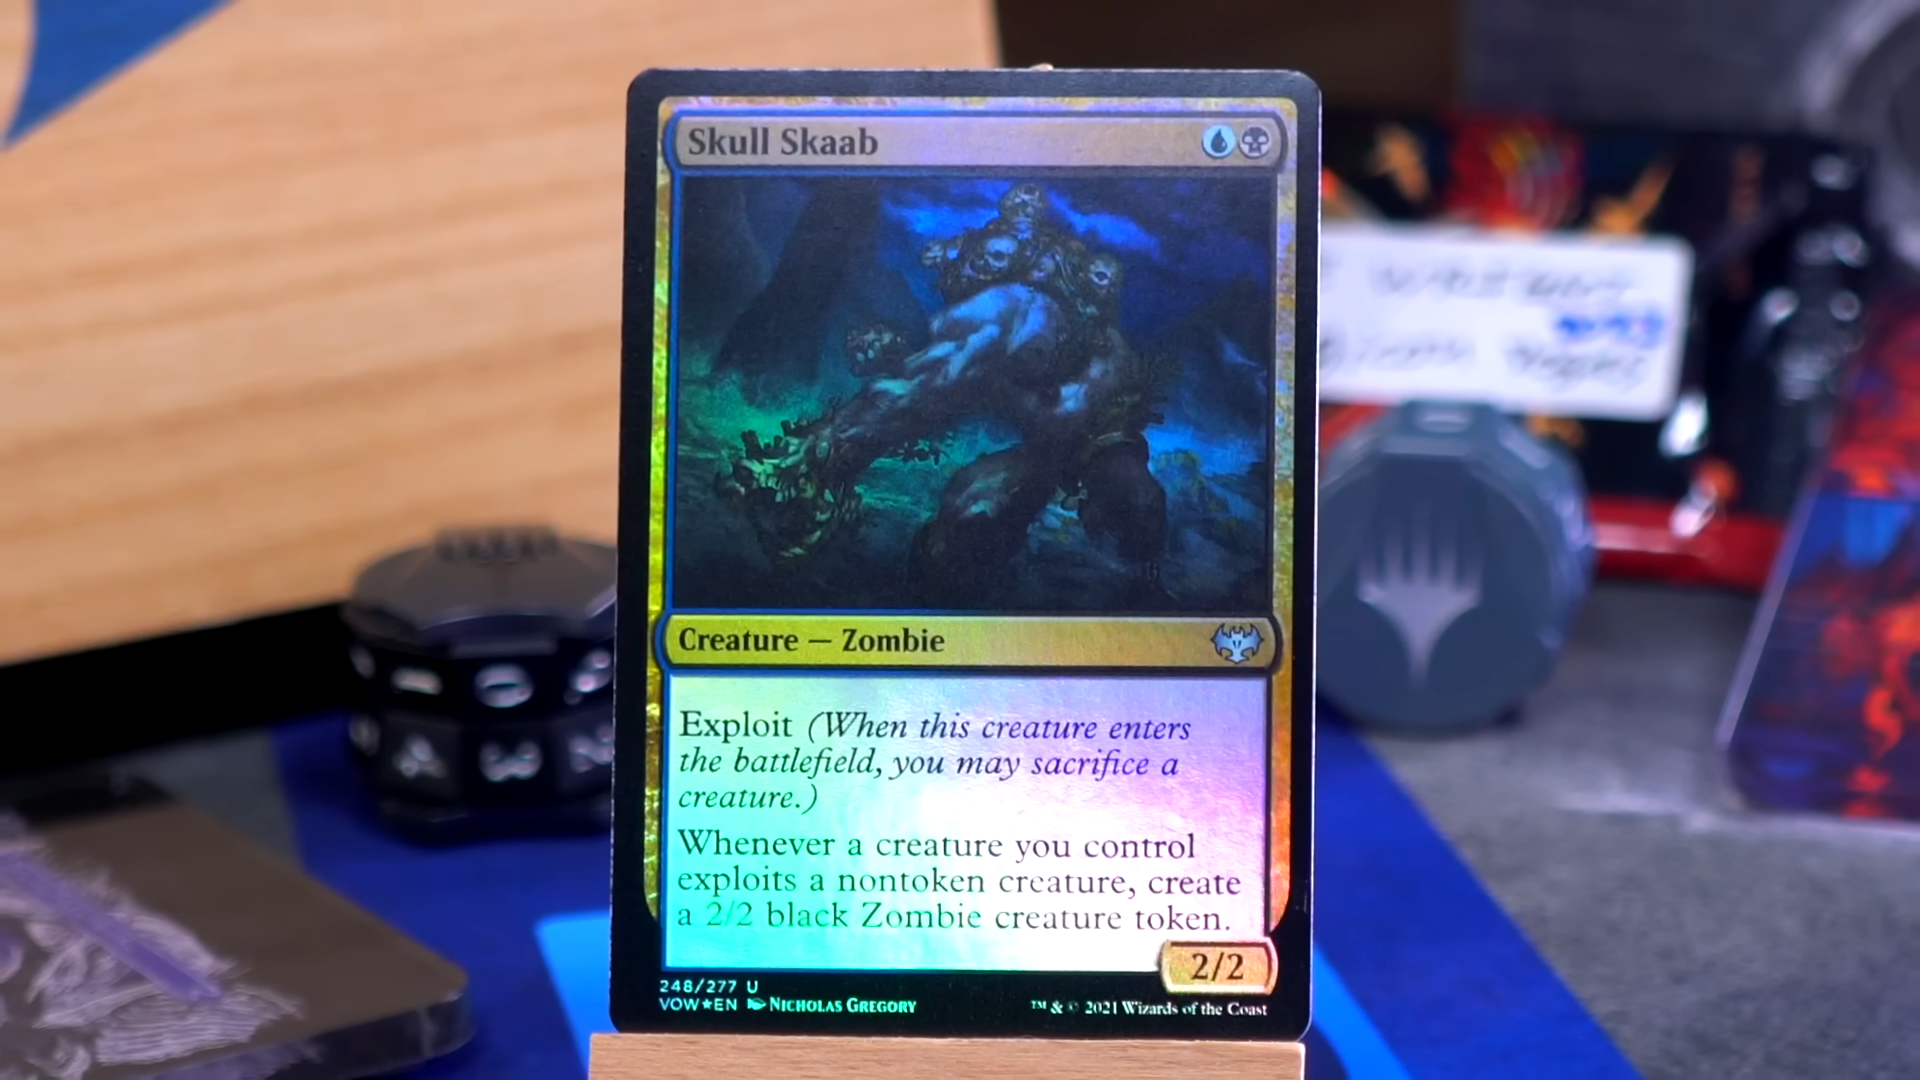 Skull Skaab
Creature — Zombie
Exploit (When this creature enters
the battlefield, you may sacrifice a
creature.)
Whenever a creature you control
exploits a nontoken creature, create
a 2/2 black Zombie creature token.
2/2
248/277 U
VOW★EN NICHOLAS GREGORY
™ & © 2021 Wizards of the Coast